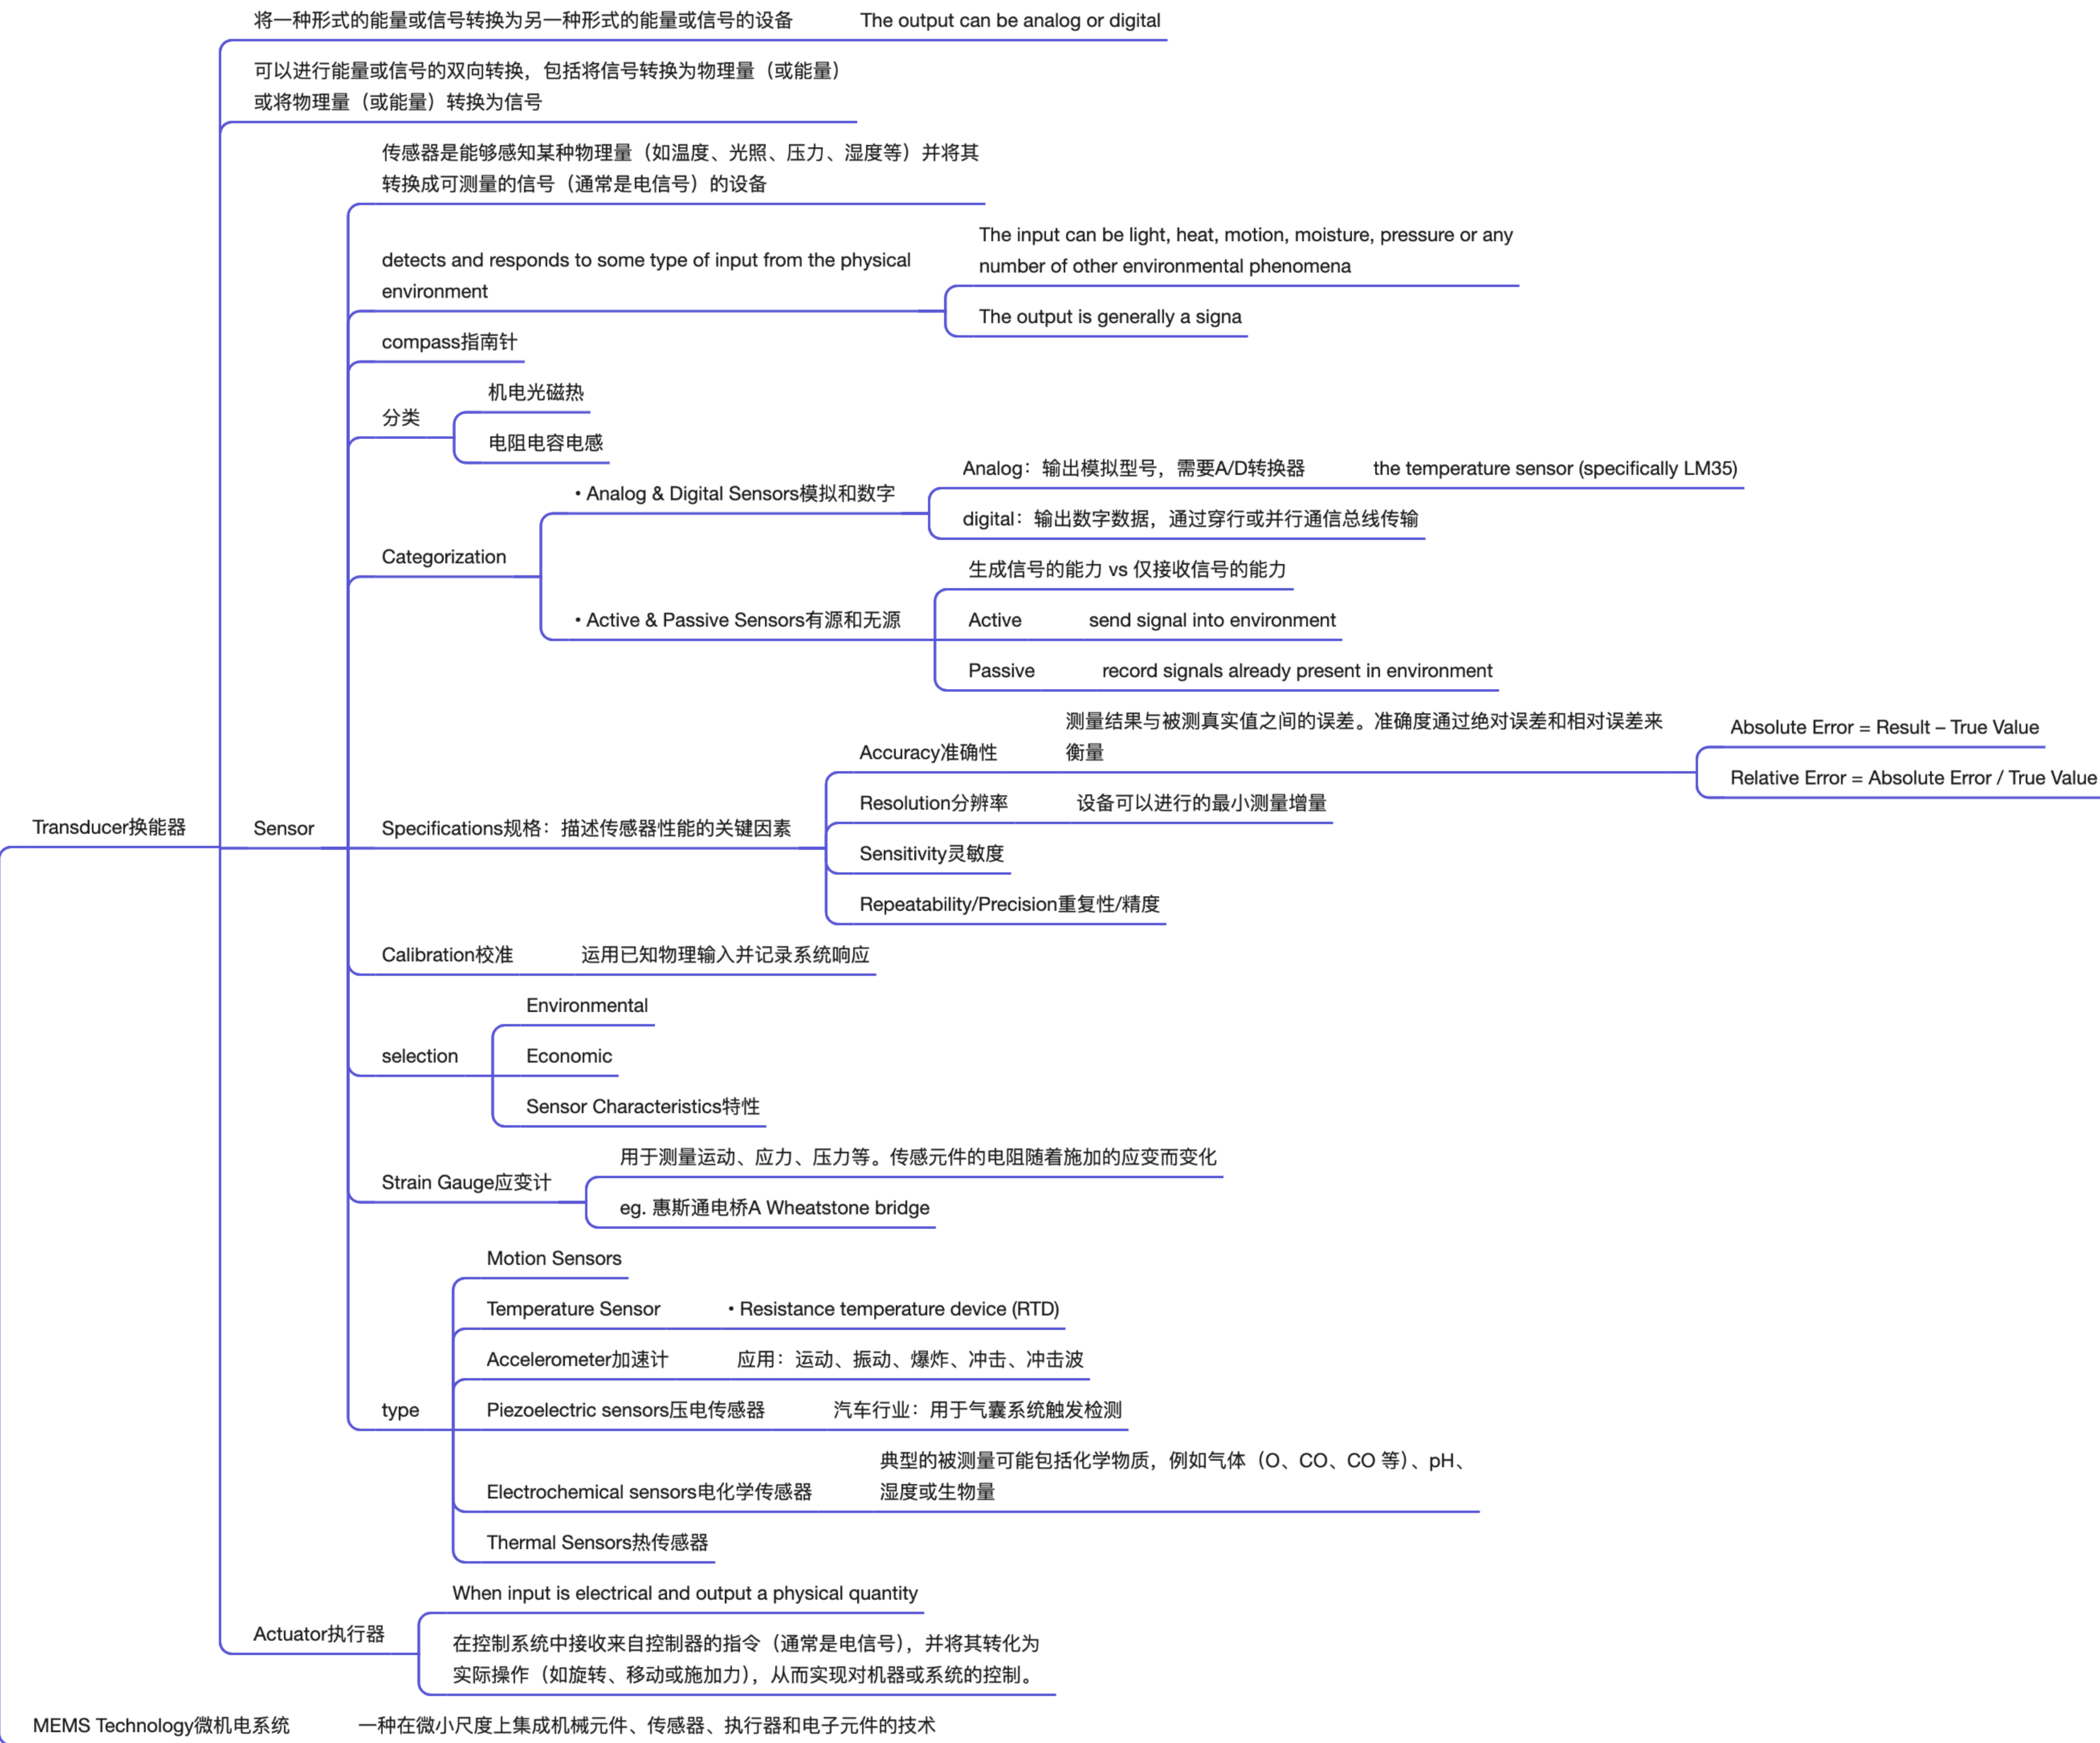 将一种形式的能量或信号转换为另一种形式的能量或信号的设备
The output can be analog or digital
可以进行能量或信号的双向转换，包括将信号转换为物理量（或能量）
或将物理量（或能量）转换为信号
传感器是能够感知某种物理量（如温度、光照、压力、湿度等）并将其
转换成可测量的信号（通常是电信号）的设备
detects and responds to some type of input from the physical
environment
The input can be light, heat, motion, moisture, pressure or any
number of other environmental phenomena
The output is generally a signa
compass指南针
分类
机电光磁热
电阻电容电感
Categorization
• Analog & Digital Sensors模拟和数字
Analog：输出模拟型号，需要A/D转换器
the temperature sensor (specifically LM35)
digital：输出数字数据，通过穿行或并行通信总线传输
• Active & Passive Sensors有源和无源
生成信号的能力 vs 仅接收信号的能力
Active
send signal into environment
Passive
record signals already present in environment
Transducer换能器
Sensor
Specifications规格：描述传感器性能的关键因素
Accuracy准确性
测量结果与被测真实值之间的误差。准确度通过绝对误差和相对误差来
衡量
Absolute Error = Result – True Value
Relative Error = Absolute Error / True Value
Resolution分辨率
设备可以进行的最小测量增量
Sensitivity灵敏度
Repeatability/Precision重复性/精度
Calibration校准
运用已知物理输入并记录系统响应
selection
Environmental
Economic
Sensor Characteristics特性
Strain Gauge应变计
用于测量运动、应力、压力等。传感元件的电阻随着施加的应变而变化
eg. 惠斯通电桥A Wheatstone bridge
type
Motion Sensors
Temperature Sensor
• Resistance temperature device (RTD)
Accelerometer加速计
应用：运动、振动、爆炸、冲击、冲击波
Piezoelectric sensors压电传感器
汽车行业：用于气囊系统触发检测
Electrochemical sensors电化学传感器
典型的被测量可能包括化学物质，例如气体（O、CO、CO 等）、pH、
湿度或生物量
Thermal Sensors热传感器
Actuator执行器
When input is electrical and output a physical quantity
在控制系统中接收来自控制器的指令（通常是电信号），并将其转化为
实际操作（如旋转、移动或施加力），从而实现对机器或系统的控制。
MEMS Technology微机电系统
一种在微小尺度上集成机械元件、传感器、执行器和电子元件的技术